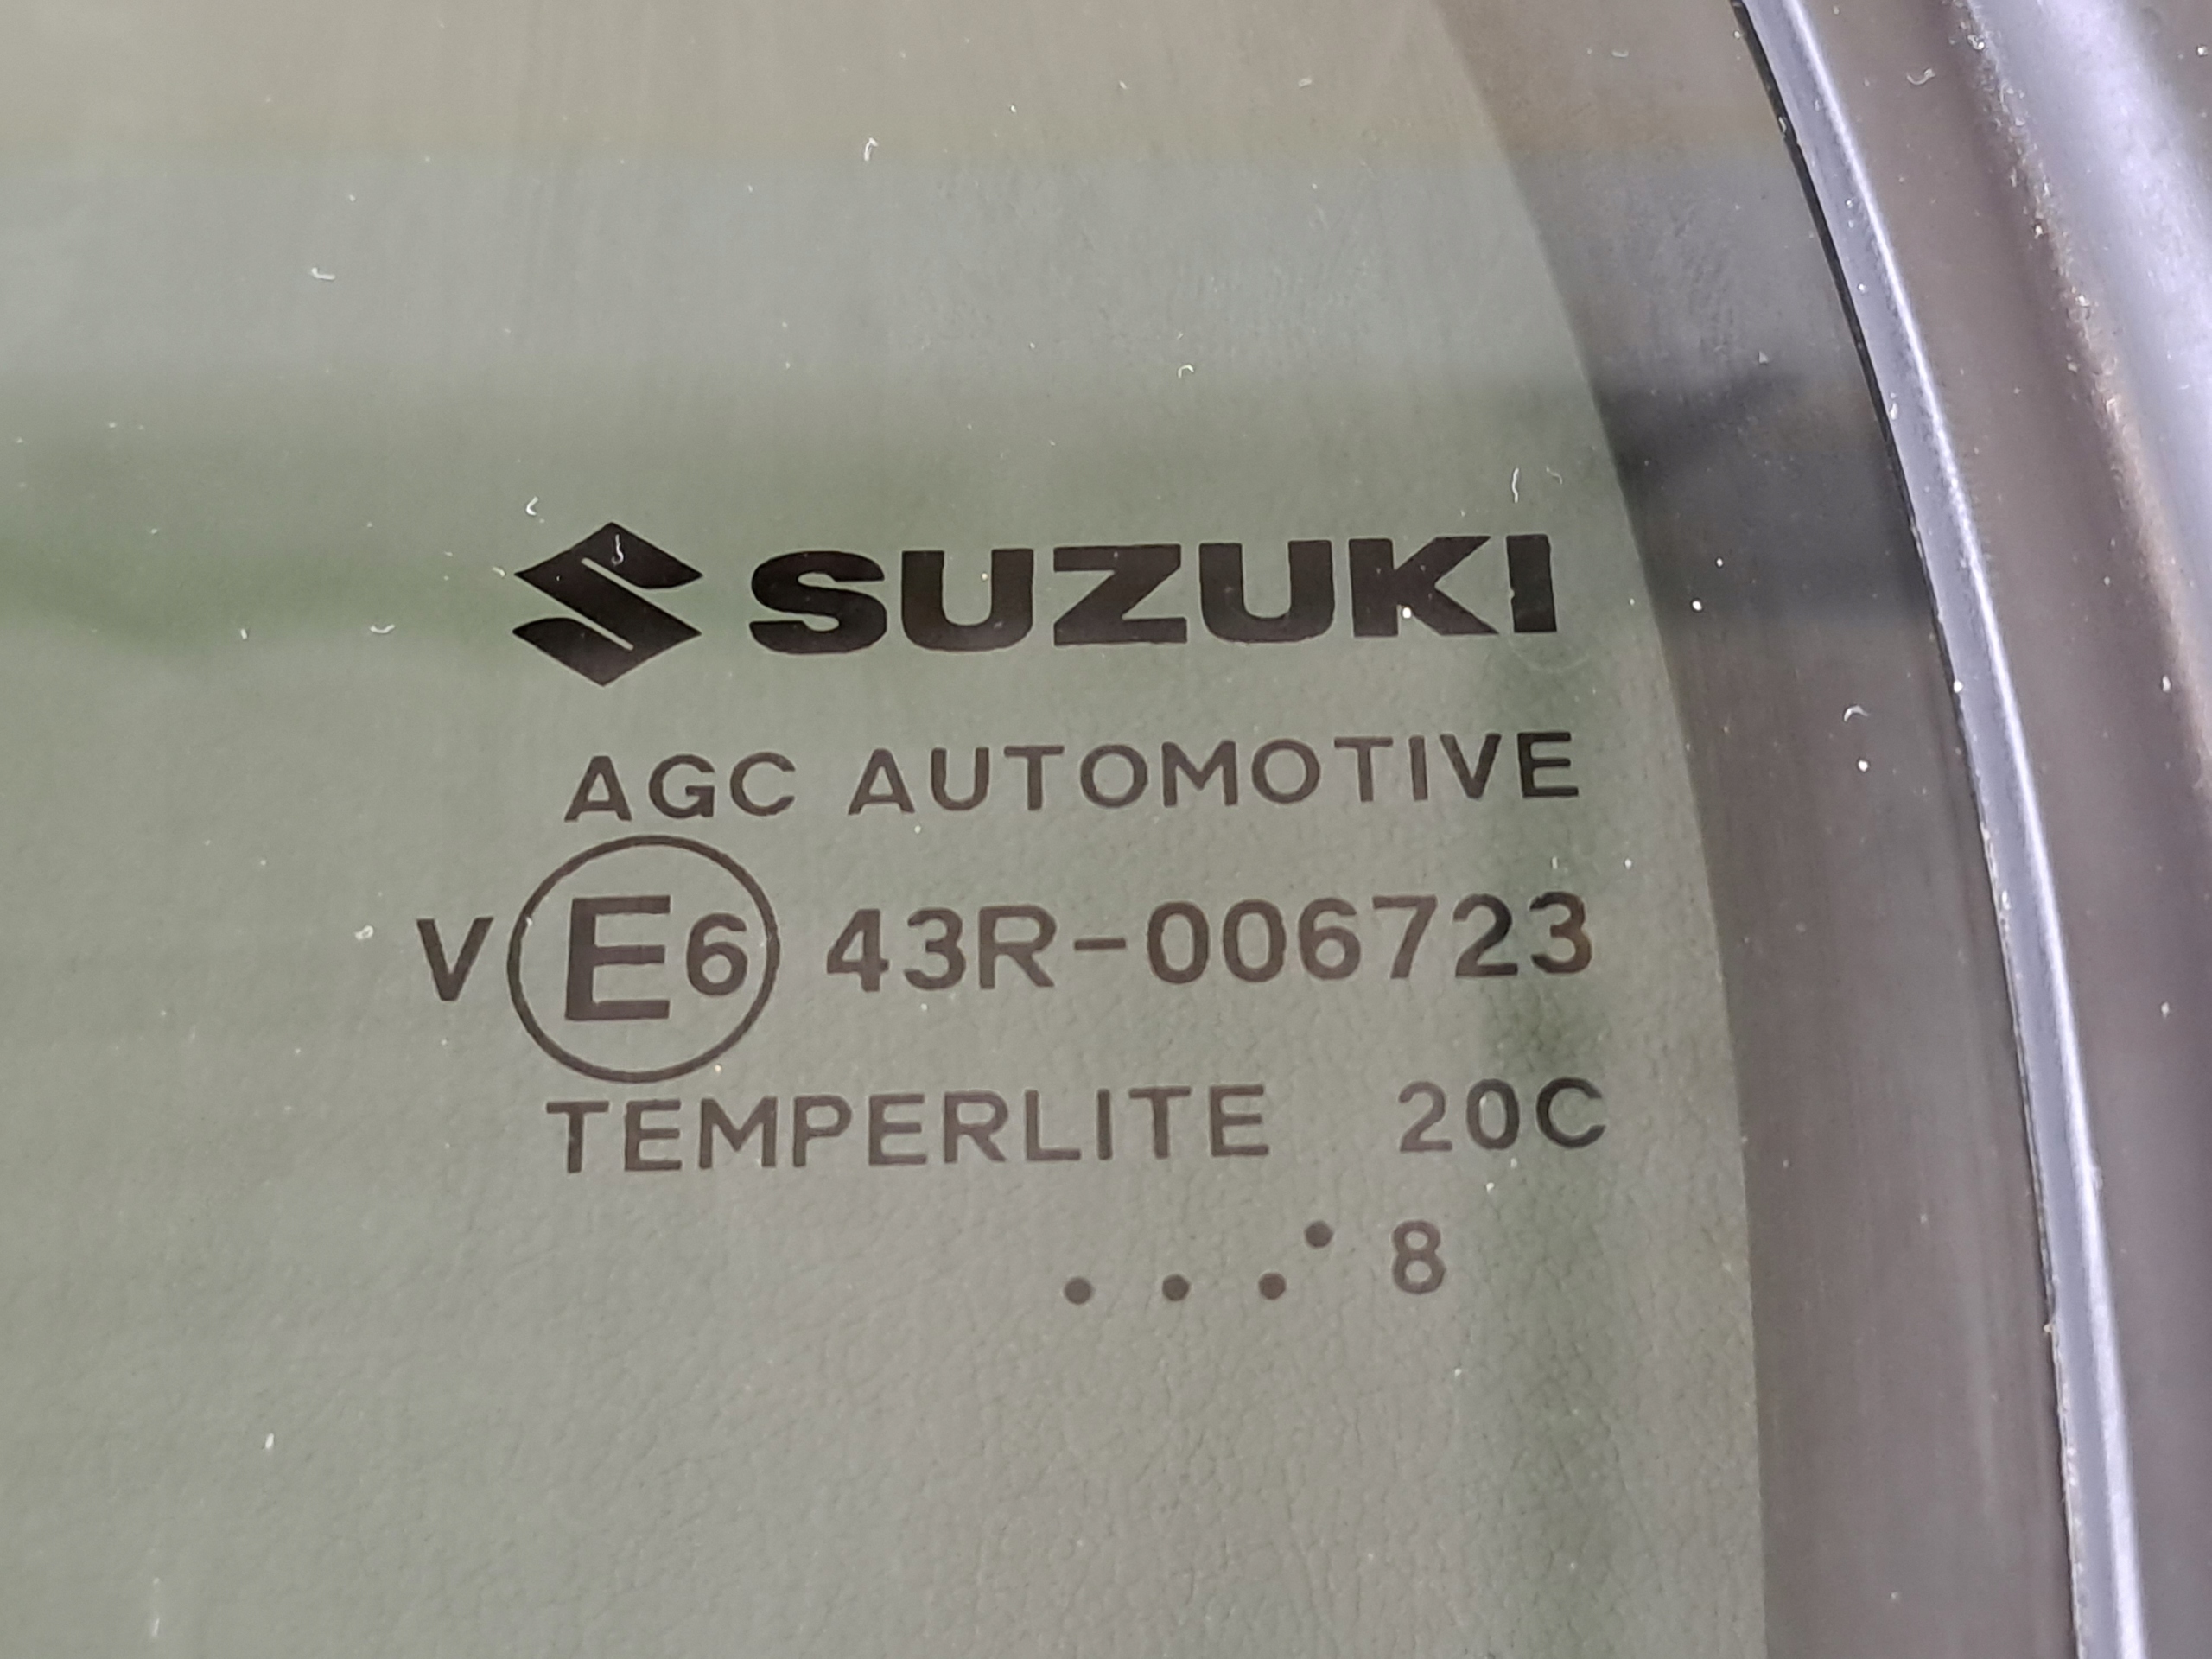 SUZUKI
AGC AUTOMOTIVE
V E6 43R-006723
TEMPERLITE 20C
...· 8